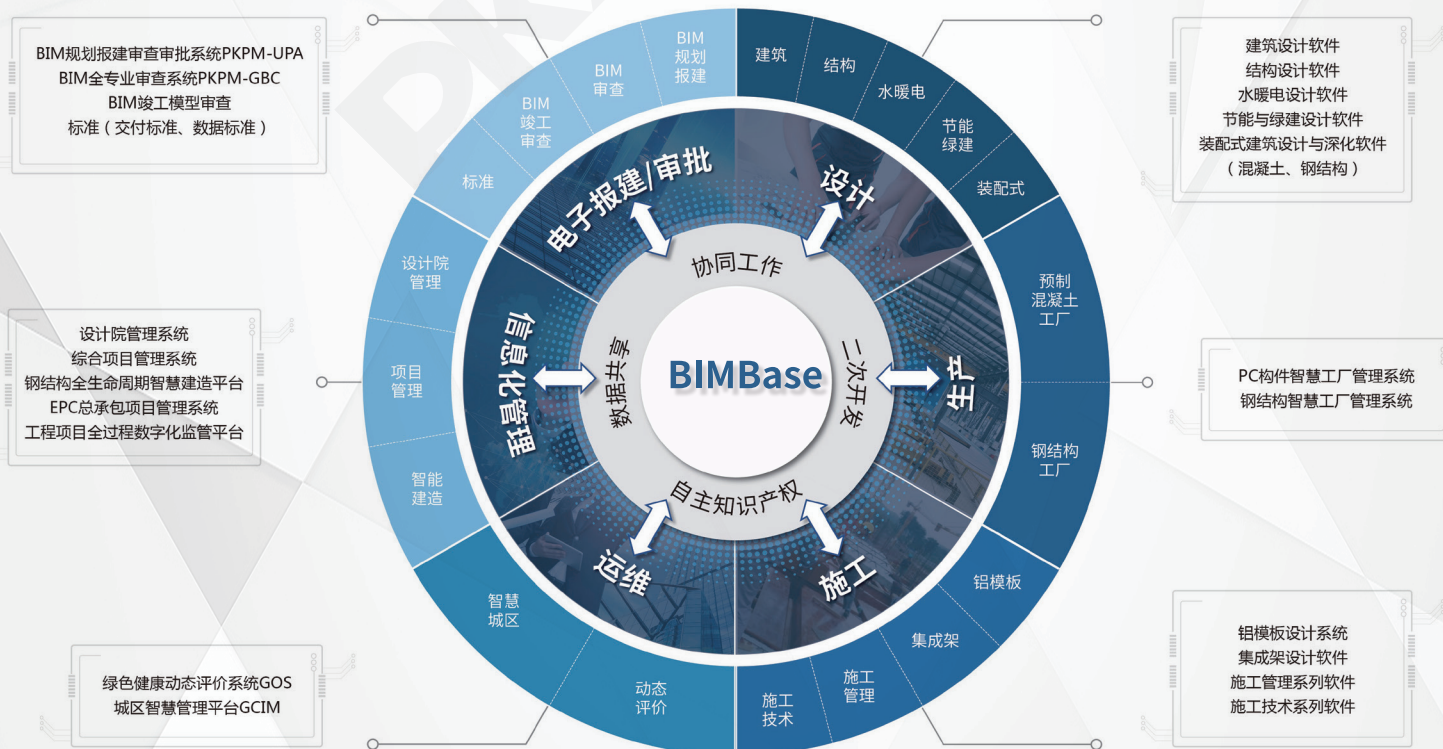 BIM规划报建审查审批系统PKPM-UPA
BIM全专业审查系统PKPM-GBC
BIM竣工模型审查
标准（交付标准、数据标准）
设计院管理系统
综合项目管理系统
钢结构全生命周期智慧建造平台
EPC总承包项目管理系统
工程项目全过程数字化监管平台
绿色健康动态评价系统GOS
城区智慧管理平台GCIM
BIM
规划
报建
BIM
审查
BIM
竣工
审查
标准
设计院
管理
项目
管理
智能
建造
智慧
城区
动态
评价
建筑
结构
水暖电
节能与
绿建
装配式
预制
混凝土
工厂
钢结构
工厂
铝模板
集成架
施工
管理
施工
技术
电子报建/审批
设计
生产
施工
运维
信息化管理
协同工作
二次开发
自主知识产权
数据共享
BIMBase
建筑设计软件
结构设计软件
水暖电设计软件
节能与绿建设计软件
装配式建筑设计与深化软件
（混凝土、钢结构）
PC构件智慧工厂管理系统
钢结构智慧工厂管理系统
铝模板设计系统
集成架设计软件
施工管理系列软件
施工技术系列软件